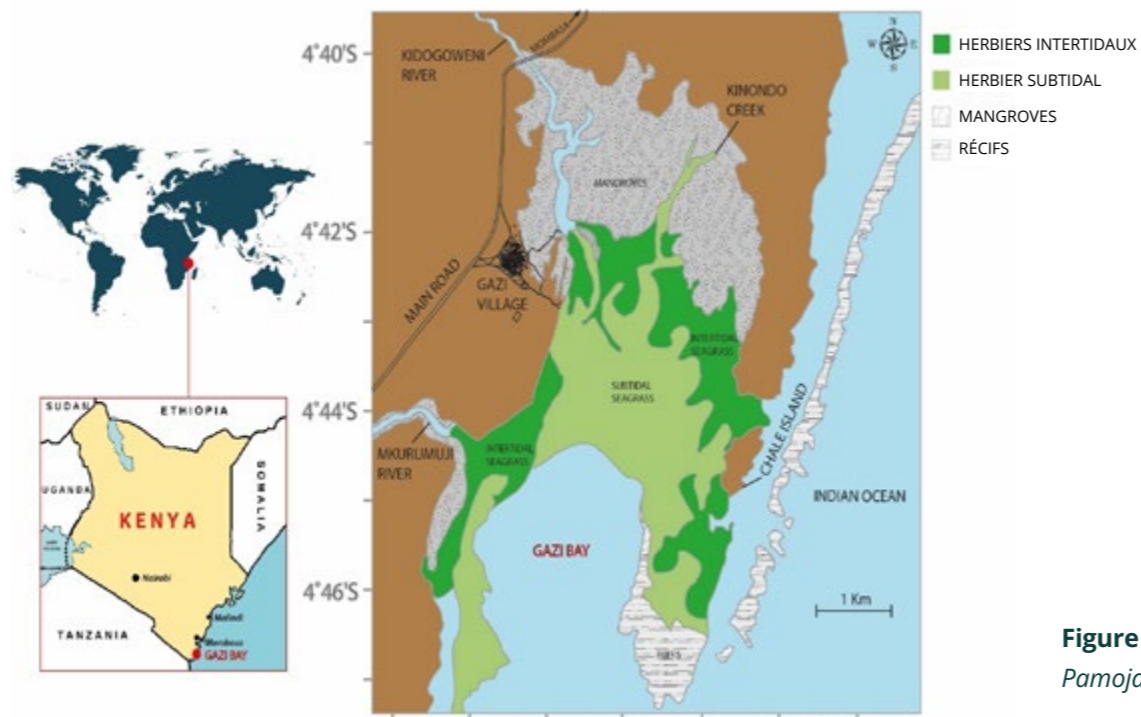 HERBIERS INTERTIDAUX
HERBIER SUBTIDAL
MANGROVES
RÉCIFS
N
W
E
S
4°40'S
4°42'S
4°44'S
4°46'S
KIDOGOWENI
RIVER
MOMBASA
KINONDO
CREEK
MANGROVES
MAIN ROAD
GAZI
VILLAGE
INTERTIDAL
SEAGRASS
SUBTIDAL
SEAGRASS
MKURUMUJI
RIVER
INTERTIDAL
SEAGRASS
CHALE ISLAND
INDIAN OCEAN
GAZI BAY
1 Km
REEFS
SUDAN
ETHIOPIA
UGANDA
SOMALIA
KENYA
Nairobi
Malindi
Mombasa
TANZANIA
GAZI BAY
Figure
Pamoja